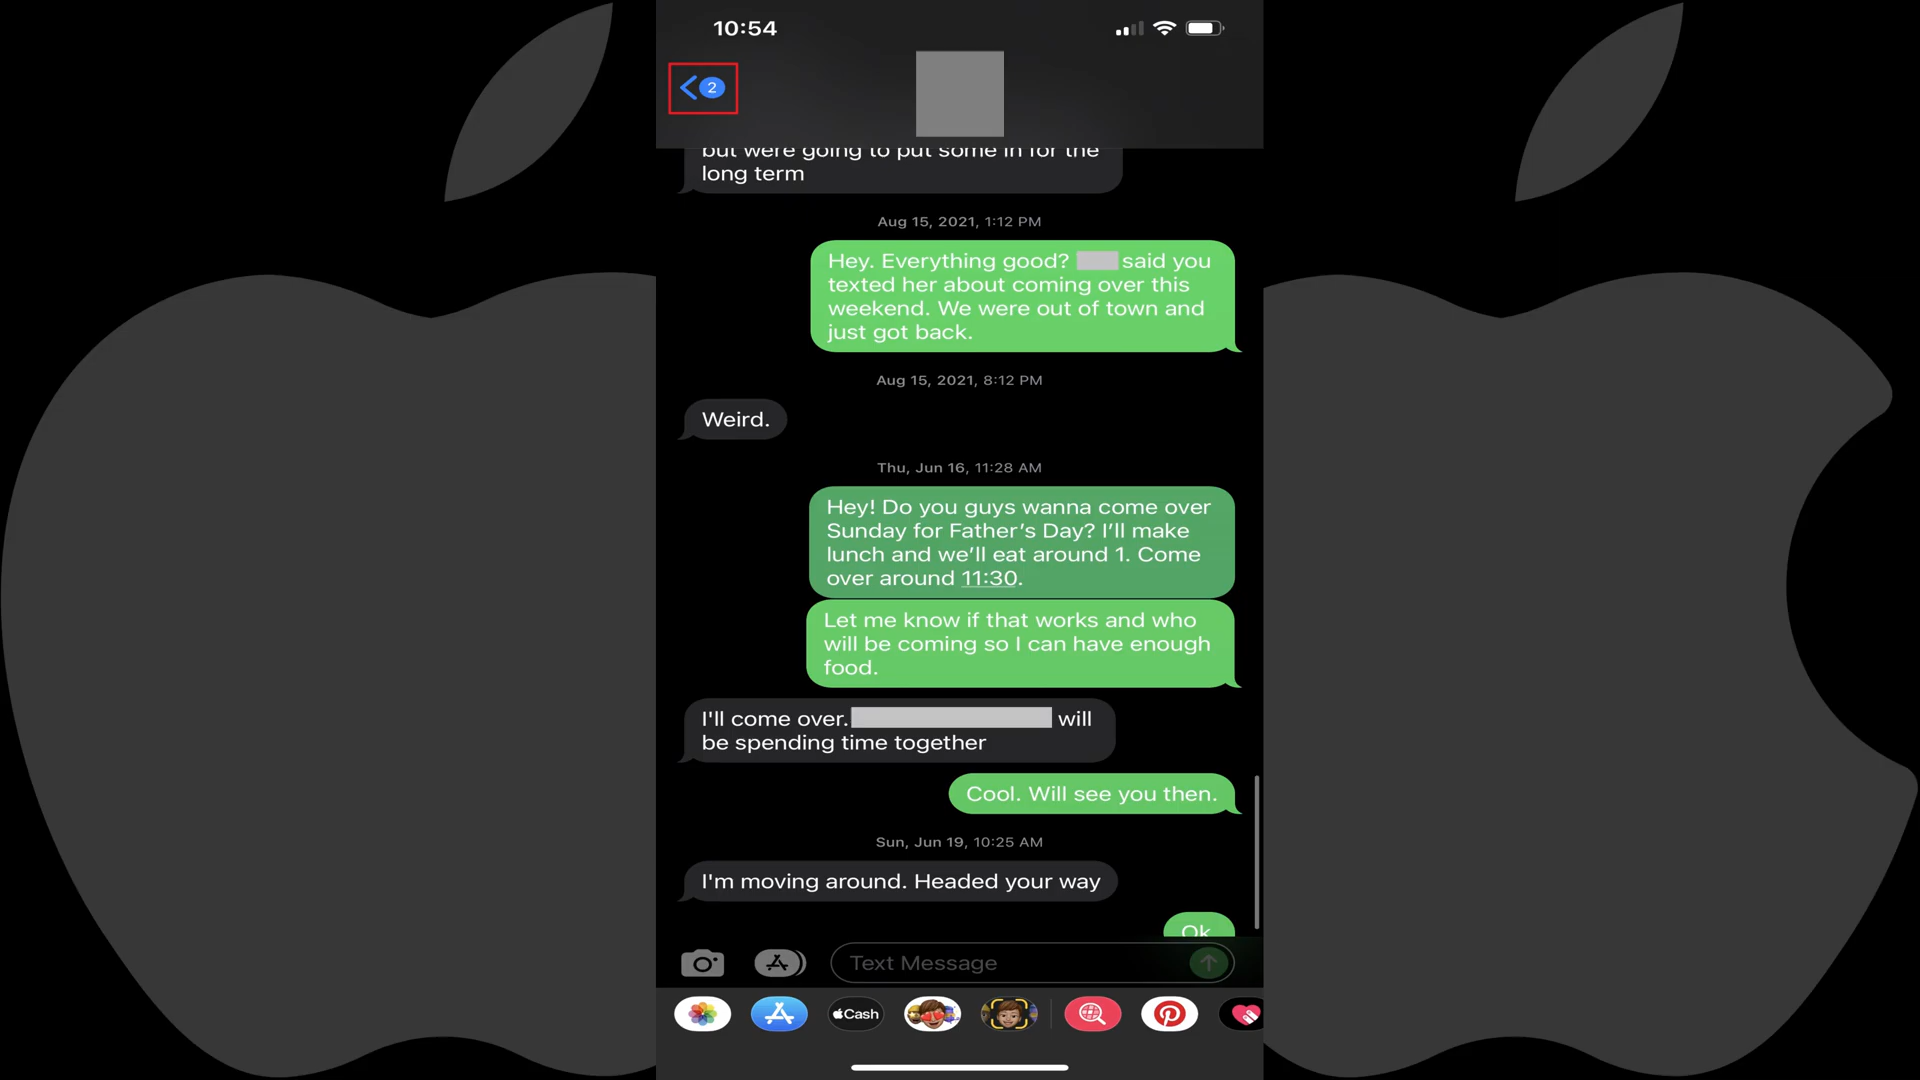 10:54
2
but were going to put some in for the
long term
Aug 15, 2021, 1:12 PM
Hey. Everything good? said you
texted her about coming over this
weekend. We were out of town and
just got back.
Aug 15, 2021, 8:12 PM
Weird.
Thu, Jun 16, 11:28 AM
Hey! Do you guys wanna come over
Sunday for Father’s Day? I’ll make
lunch and we’ll eat around 1. Come
over around 11:30.
Let me know if that works and who
will be coming so I can have enough
food.
I'll come over. will
be spending time together
Cool. Will see you then.
Sun, Jun 19, 10:25 AM
I'm moving around. Headed your way
Ok
Text Message
Cash